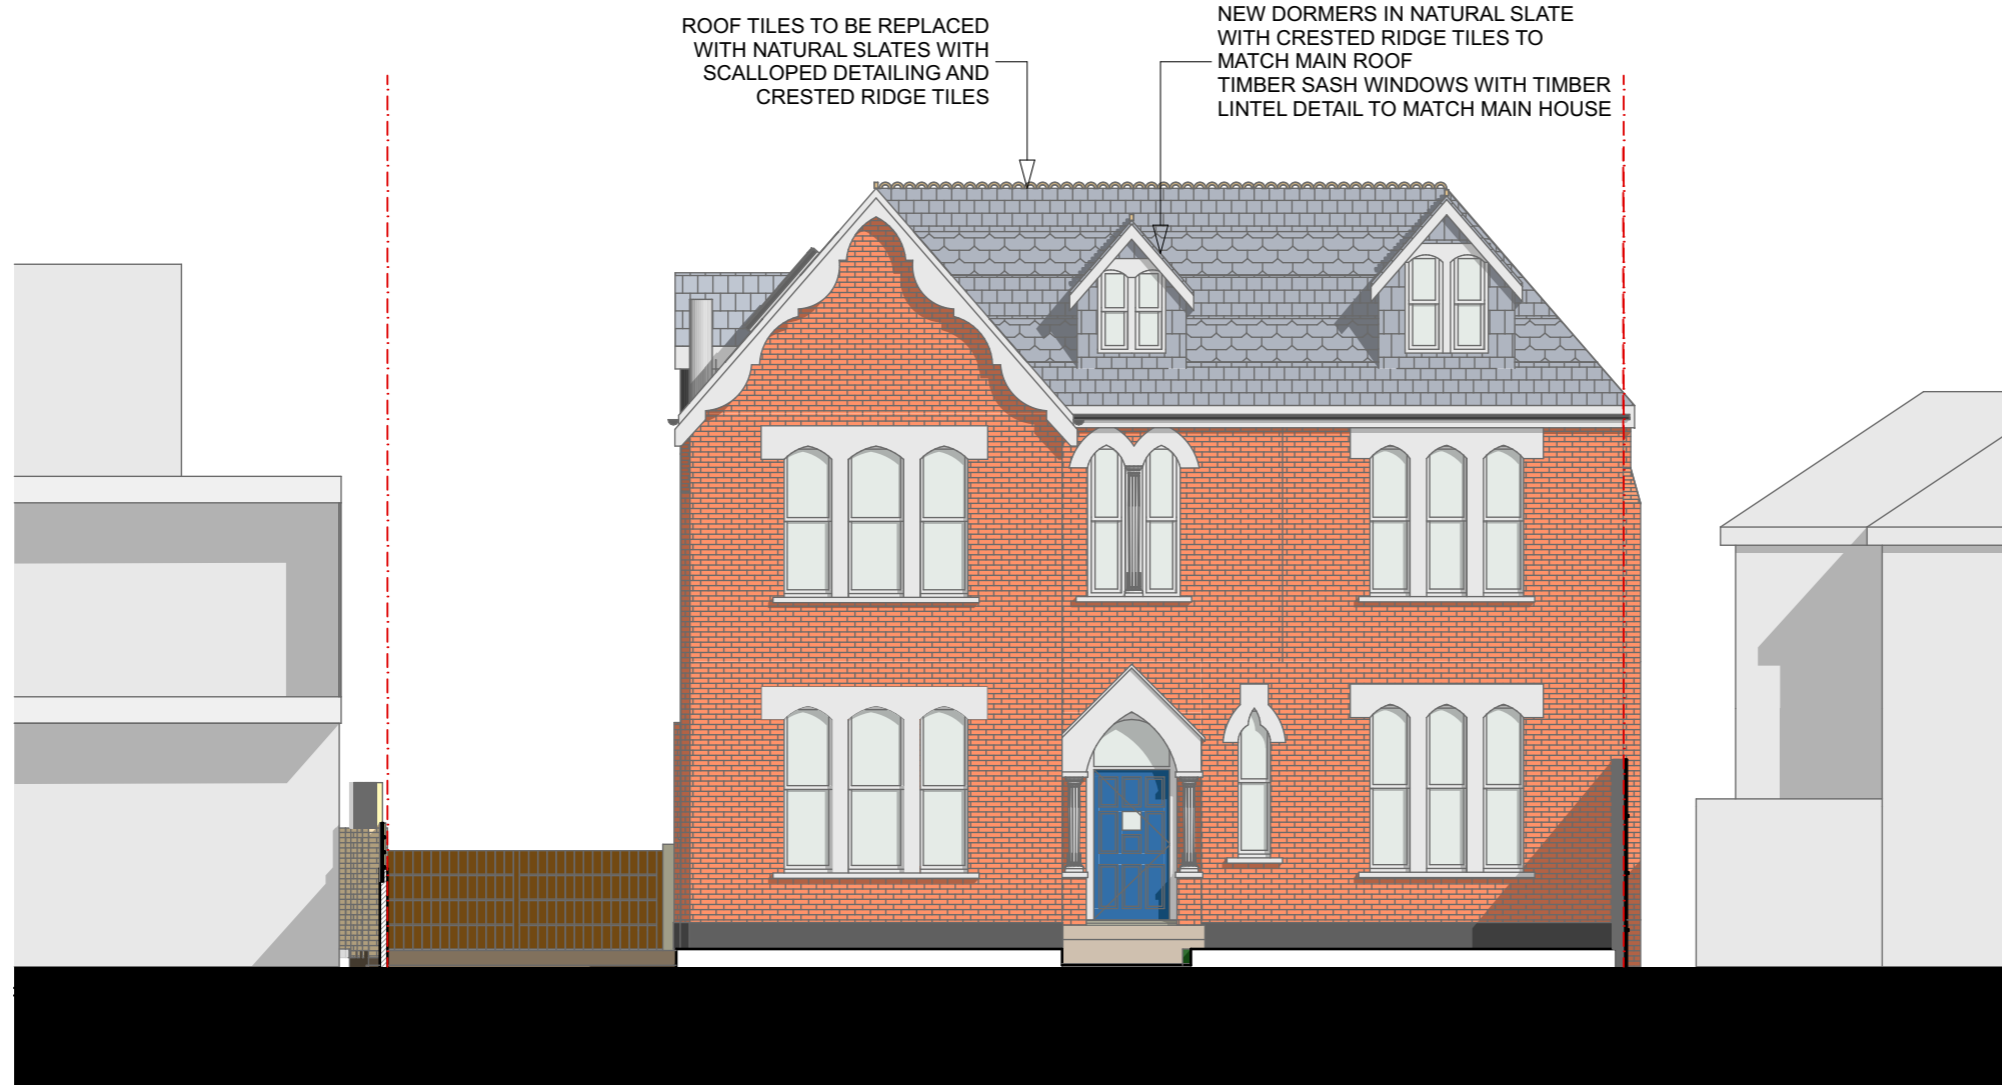 ROOF TILES TO BE REPLACED
WITH NATURAL SLATES WITH
SCALLOPED DETAILING AND
CRESTED RIDGE TILES
NEW DORMERS IN NATURAL SLATE
WITH CRESTED RIDGE TILES TO
MATCH MAIN ROOF
TIMBER SASH WINDOWS WITH TIMBER
LINTEL DETAIL TO MATCH MAIN HOUSE